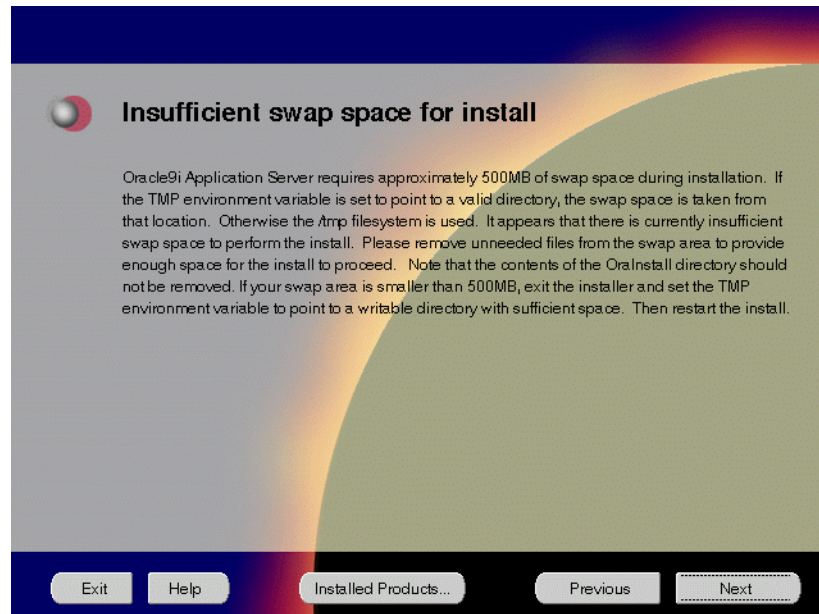 Insufficient swap space for install
Oracle9i Application Server requires approximately 500MB of swap space during installation. If
the TMP environment variable is set to point to a valid directory, the swap space is taken from
that location. Otherwise the /tmp filesystem is used. It appears that there is currently insufficient
swap space to perform the install. Please remove unneeded files from the swap area to provide
enough space for the install to proceed. Note that the contents of the OraInstall directory should
not be removed. If your swap area is smaller than 500MB, exit the installer and set the TMP
environment variable to point to a writable directory with sufficient space. Then restart the install.
Exit Help Installed Products... Previous Next